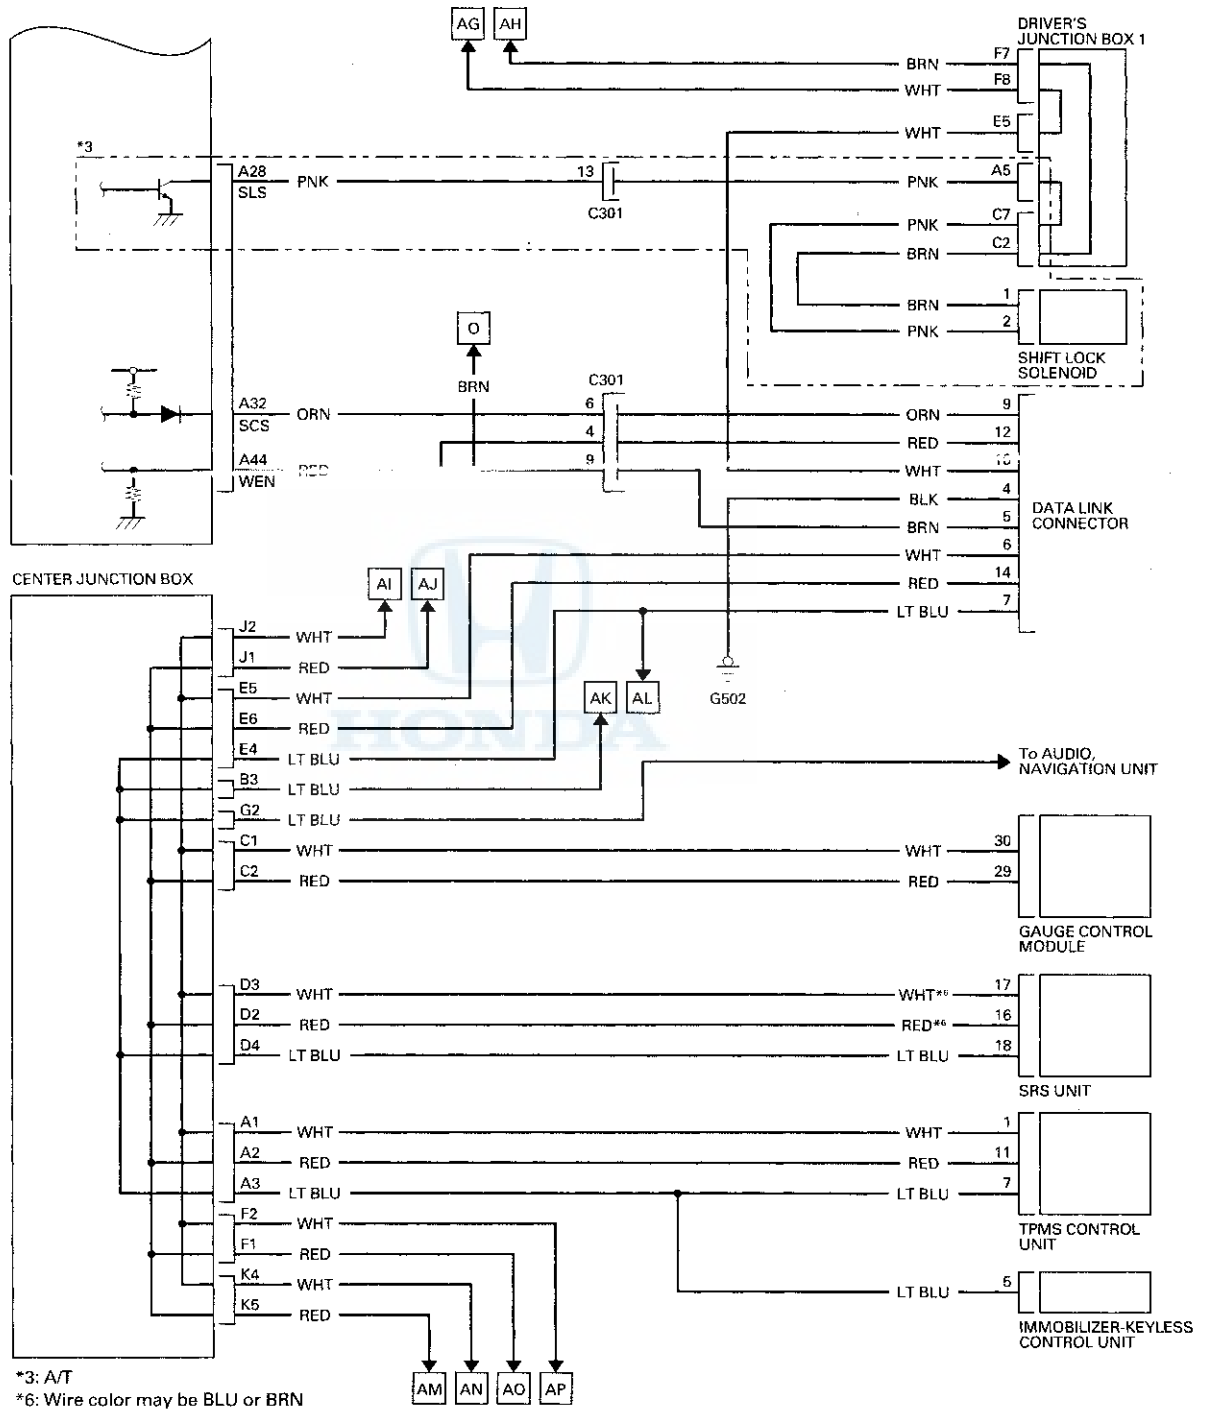 AG AH
DRIVER'S
JUNCTION BOX 1
BRN F7
WHT F8
WHT E5
*3
A28 PNK 13 PNK A5
SLS
C301
PNK C7
BRN C2
BRN 1
PNK 2
SHIFT LOCK
SOLENOID
O
BRN
C301
A32 ORN 6 ORN 9
SCS
4 RED 12
A44 RED 9 WHT
WEN
BLK 4
BRN 5
DATA LINK
CONNECTOR
WHT 6
RED 14
LT BLU 7
CENTER JUNCTION BOX
AI AJ
J2 WHT
J1 RED
E5 WHT
E6 RED
E4 LT BLU
AK AL
G502
HONDA
B3 LT BLU
G2 LT BLU
To AUDIO,
NAVIGATION UNIT
C1 WHT WHT 30
C2 RED RED 29
GAUGE CONTROL
MODULE
D3 WHT WHT*6 17
D2 RED RED*6 16
D4 LT BLU LT BLU 18
SRS UNIT
A1 WHT WHT 1
A2 RED RED 11
A3 LT BLU LT BLU 7
TPMS CONTROL
UNIT
F2 WHT
F1 RED
K4 WHT
K5 RED
LT BLU 5
IMMOBILIZER-KEYLESS
CONTROL UNIT
AM AN AO AP
*3: A/T
*6: Wire color may be BLU or BRN